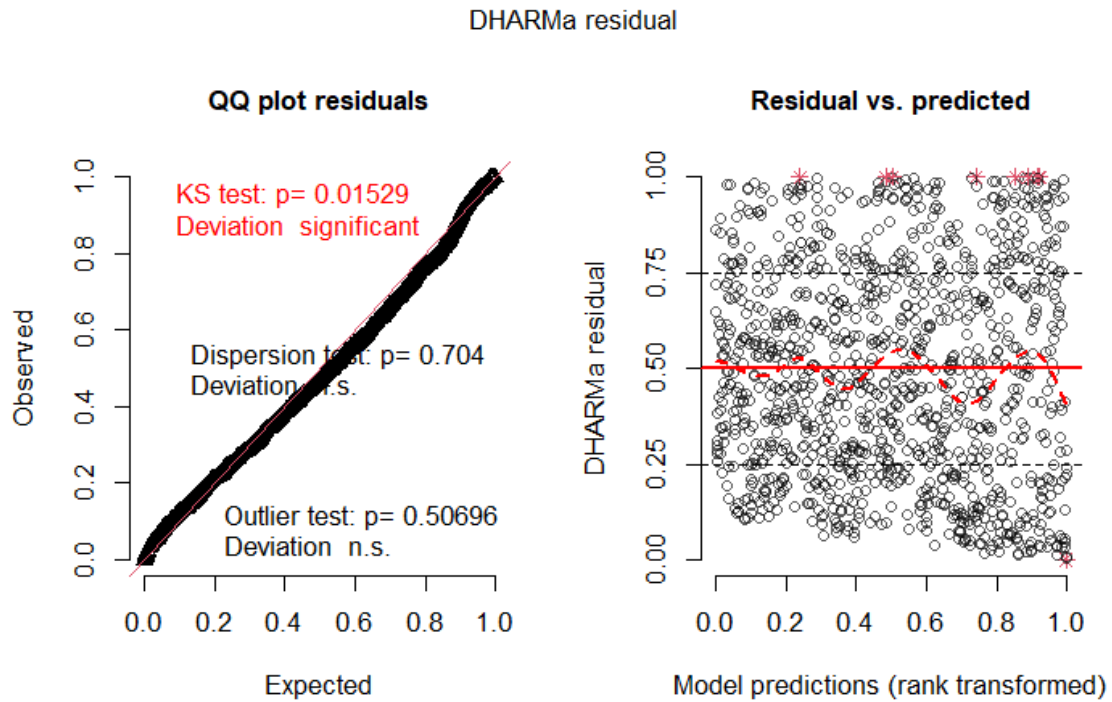 DHARMa residual
QQ plot residuals
KS test: p= 0.01529
Deviation significant
Dispersion test: p= 0.704
Deviation n.s.
Outlier test: p= 0.50696
Deviation n.s.
Observed
0.0 0.2 0.4 0.6 0.8 1.0
0.0 0.2 0.4 0.6 0.8 1.0
Expected
Residual vs. predicted
DHARMa residual
0.00 0.25 0.50 0.75 1.00
0.0 0.2 0.4 0.6 0.8 1.0
Model predictions (rank transformed)